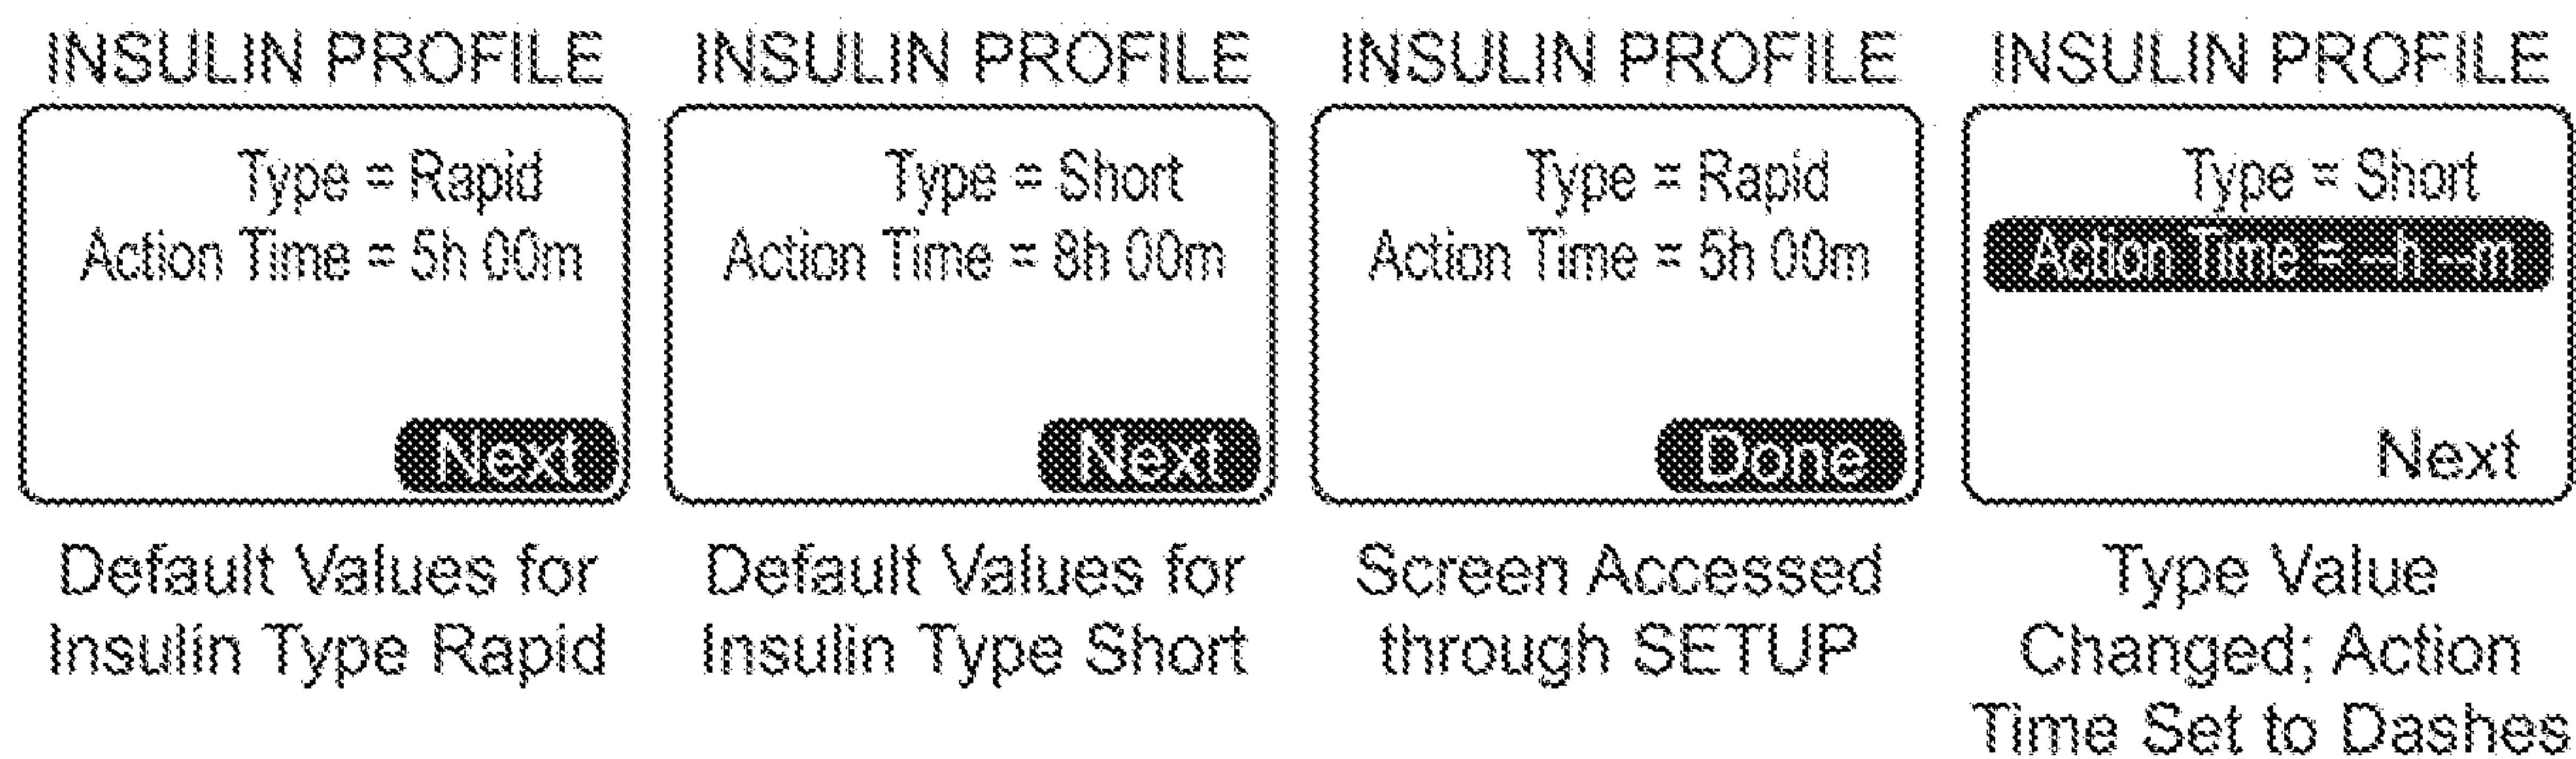 INSULIN PROFILE
Type = Rapid
Action Time = 5h 00m
Next
Default Values for
Insulin Type Rapid
INSULIN PROFILE
Type = Short
Action Time = 8h 00m
Next
Default Values for
Insulin Type Short
INSULIN PROFILE
Type = Rapid
Action Time = 5h 00m
Done
Screen Accessed
through SETUP
INSULIN PROFILE
Type = Short
Action Time = --h --m
Next
Type Value
Changed; Action
Time Set to Dashes